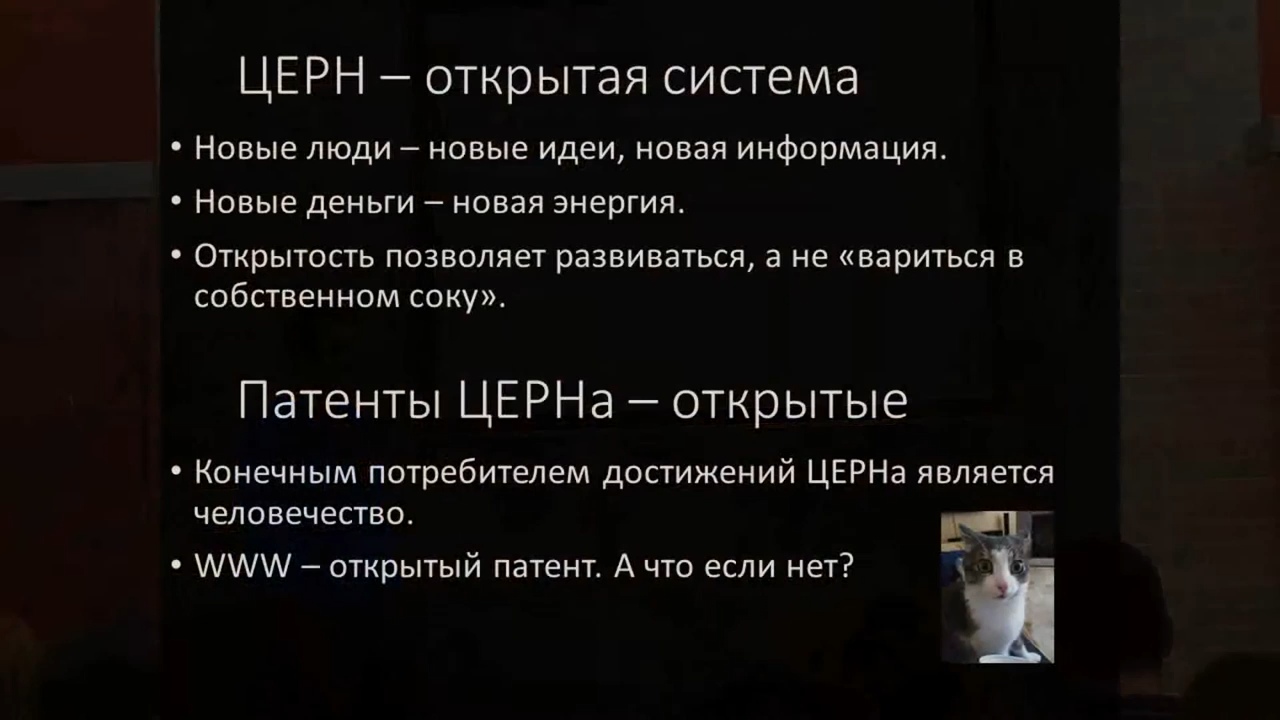 ЦЕРН – открытая система
• Новые люди – новые идеи, новая информация.
• Новые деньги – новая энергия.
• Открытость позволяет развиваться, а не «вариться в
собственном соку».
Патенты ЦЕРНа – открытые
• Конечным потребителем достижений ЦЕРНа является
человечество.
• WWW – открытый патент. А что если нет?